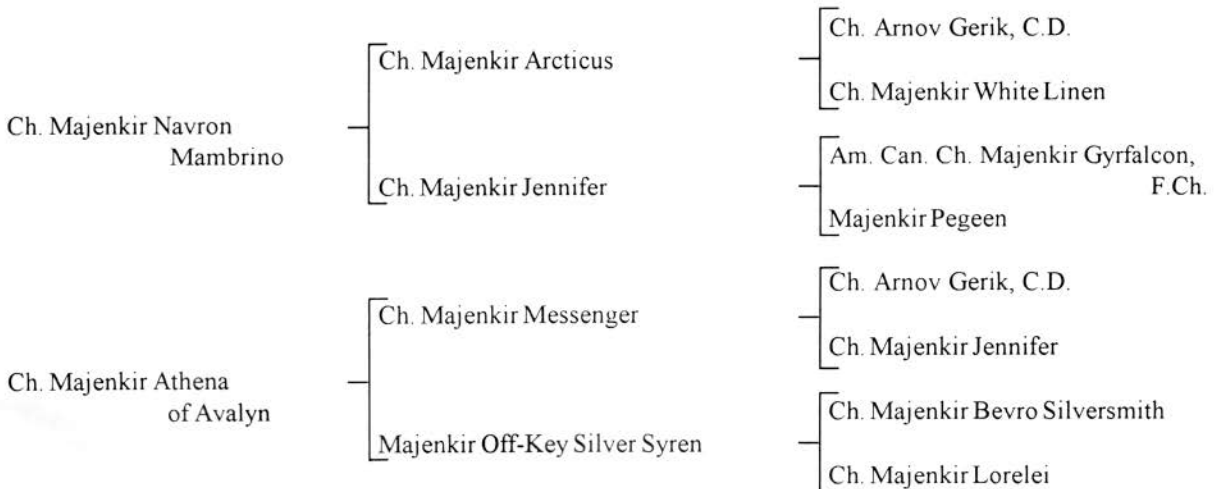 Ch. Arnov Gerik, C.D.
Ch. Majenkir Arcticus
Ch. Majenkir White Linen
Ch. Majenkir Navron
Mambrino
Am. Can. Ch. Majenkir Gyrfalcon,
F.Ch.
Ch. Majenkir Jennifer
Majenkir Pegeen
Ch. Arnov Gerik, C.D.
Ch. Majenkir Messenger
Ch. Majenkir Jennifer
Ch. Majenkir Athena
of Avalyn
Ch. Majenkir Bevro Silversmith
Majenkir Off-Key Silver Syren
Ch. Majenkir Lorelei